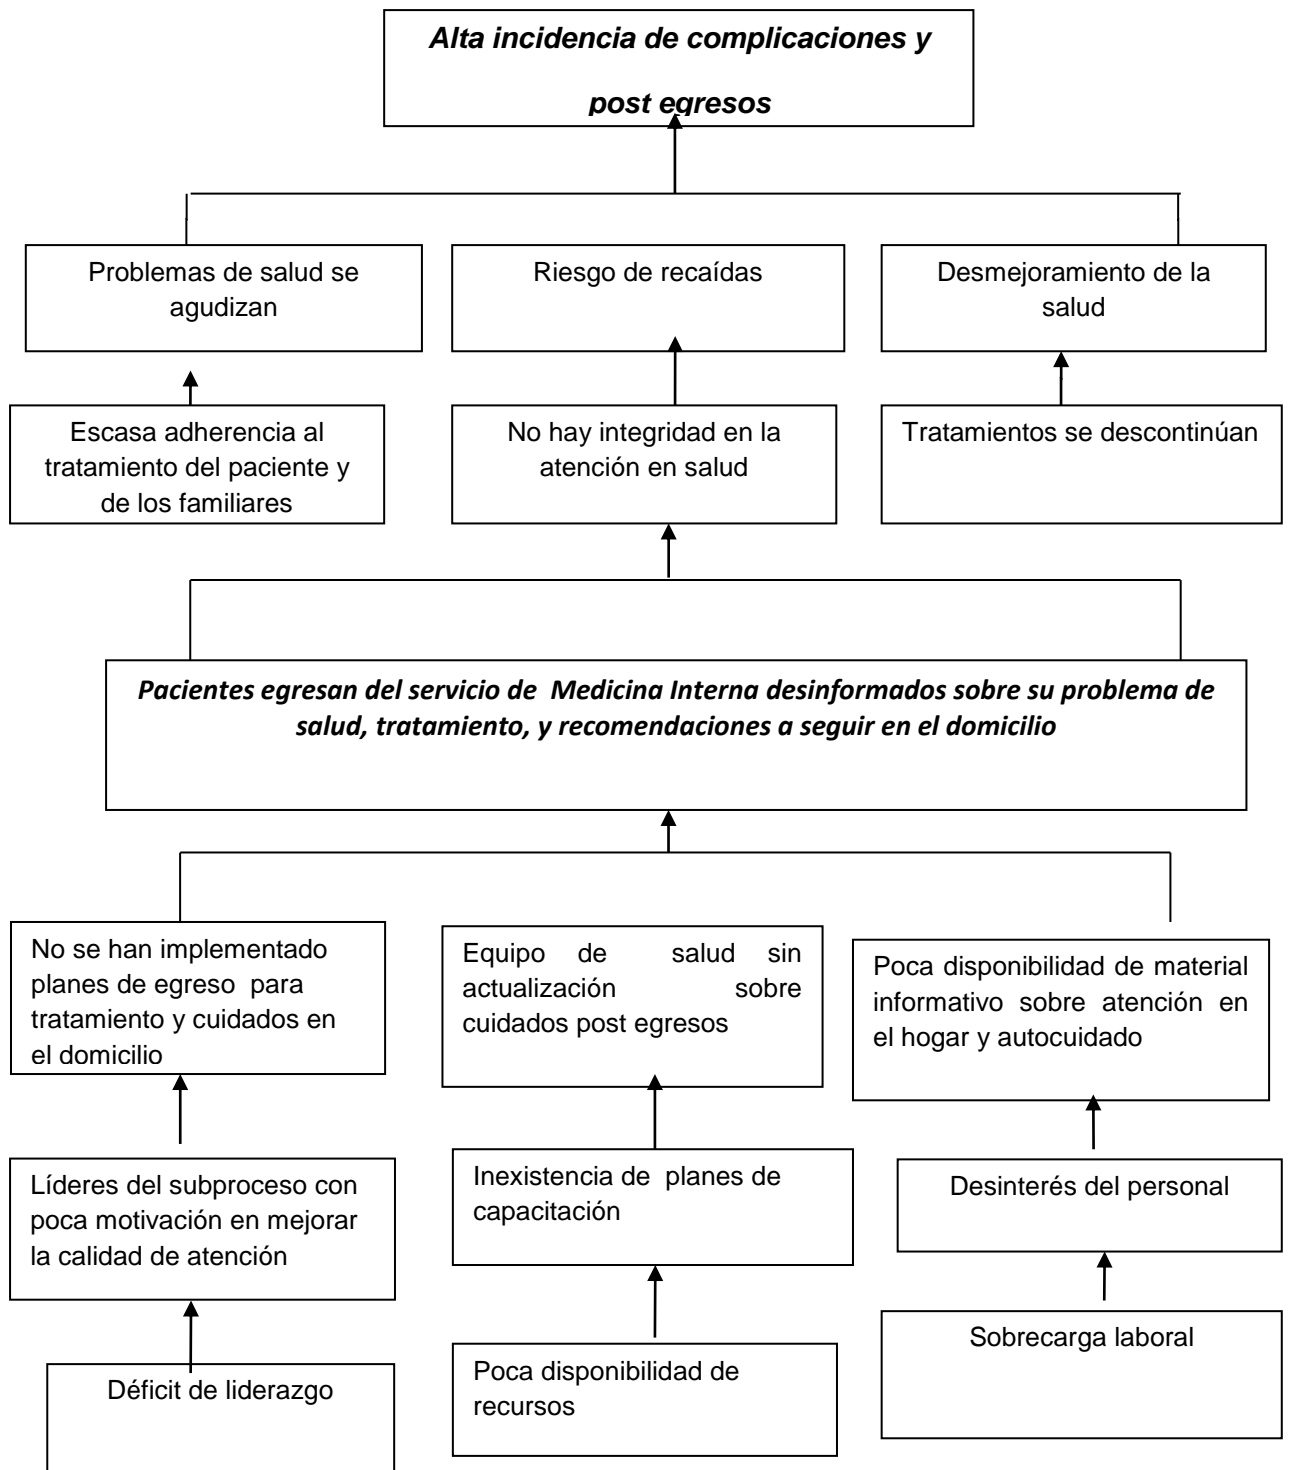 Alta incidencia de complicaciones y
post egresos
Problemas de salud se
agudizan
Riesgo de recaídas
Desmejoramiento de la
salud
Escasa adherencia al
tratamiento del paciente y
de los familiares
No hay integridad en la
atención en salud
Tratamientos se descontinúan
Pacientes egresan del servicio de Medicina Interna desinformados sobre su problema de
salud, tratamiento, y recomendaciones a seguir en el domicilio
No se han implementado
planes de egreso para
tratamiento y cuidados en
el domicilio
Equipo de salud sin
actualización sobre
cuidados post egresos
Poca disponibilidad de material
informativo sobre atención en
el hogar y autocuidado
Líderes del subproceso con
poca motivación en mejorar
la calidad de atención
Inexistencia de planes de
capacitación
Desinterés del personal
Déficit de liderazgo
Poca disponibilidad de
recursos
Sobrecarga laboral